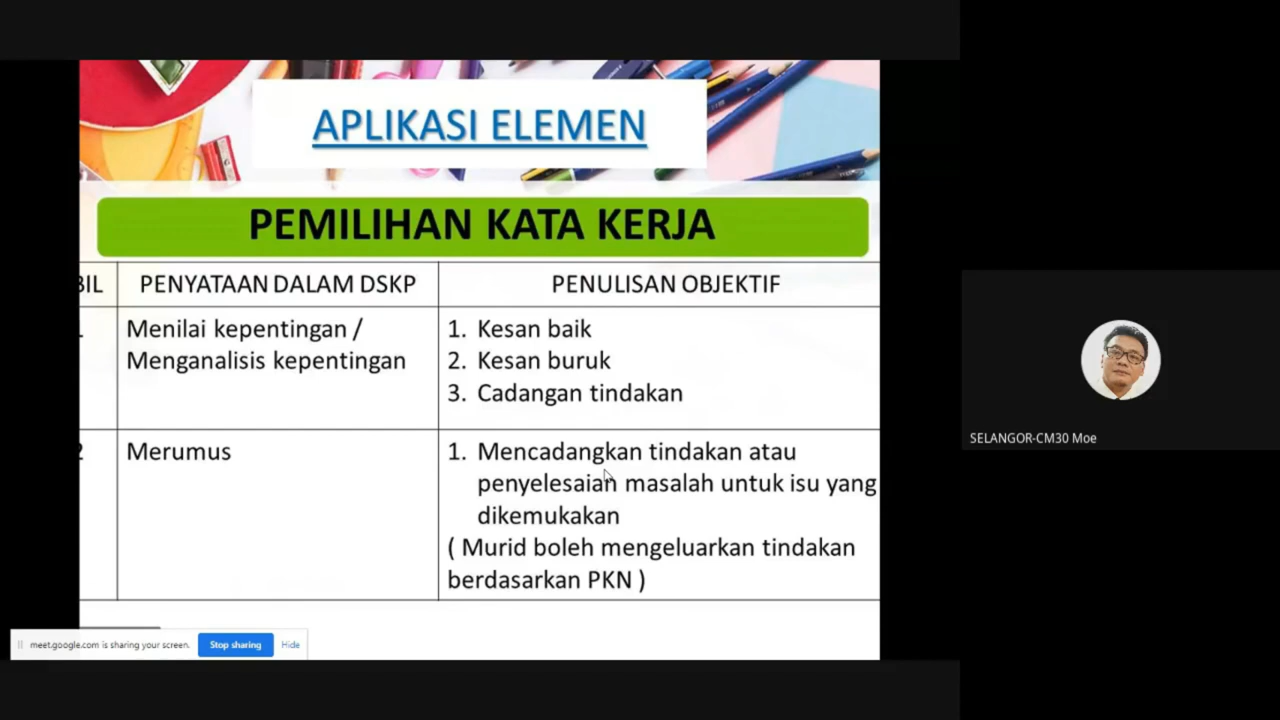 APLIKASI ELEMEN
PEMILIHAN KATA KERJA
BIL PENYATAAN DALAM DSKP PENULISAN OBJEKTIF
Menilai kepentingan /
Menganalisis kepentingan
1. Kesan baik
2. Kesan buruk
3. Cadangan tindakan
2
Merumus
1. Mencadangkan tindakan atau
penyelesaian masalah untuk isu yang
dikemukakan
( Murid boleh mengeluarkan tindakan
berdasarkan PKN )
meet.google.com is sharing your screen. Stop sharing Hide
SELANGOR-CM30 Moe